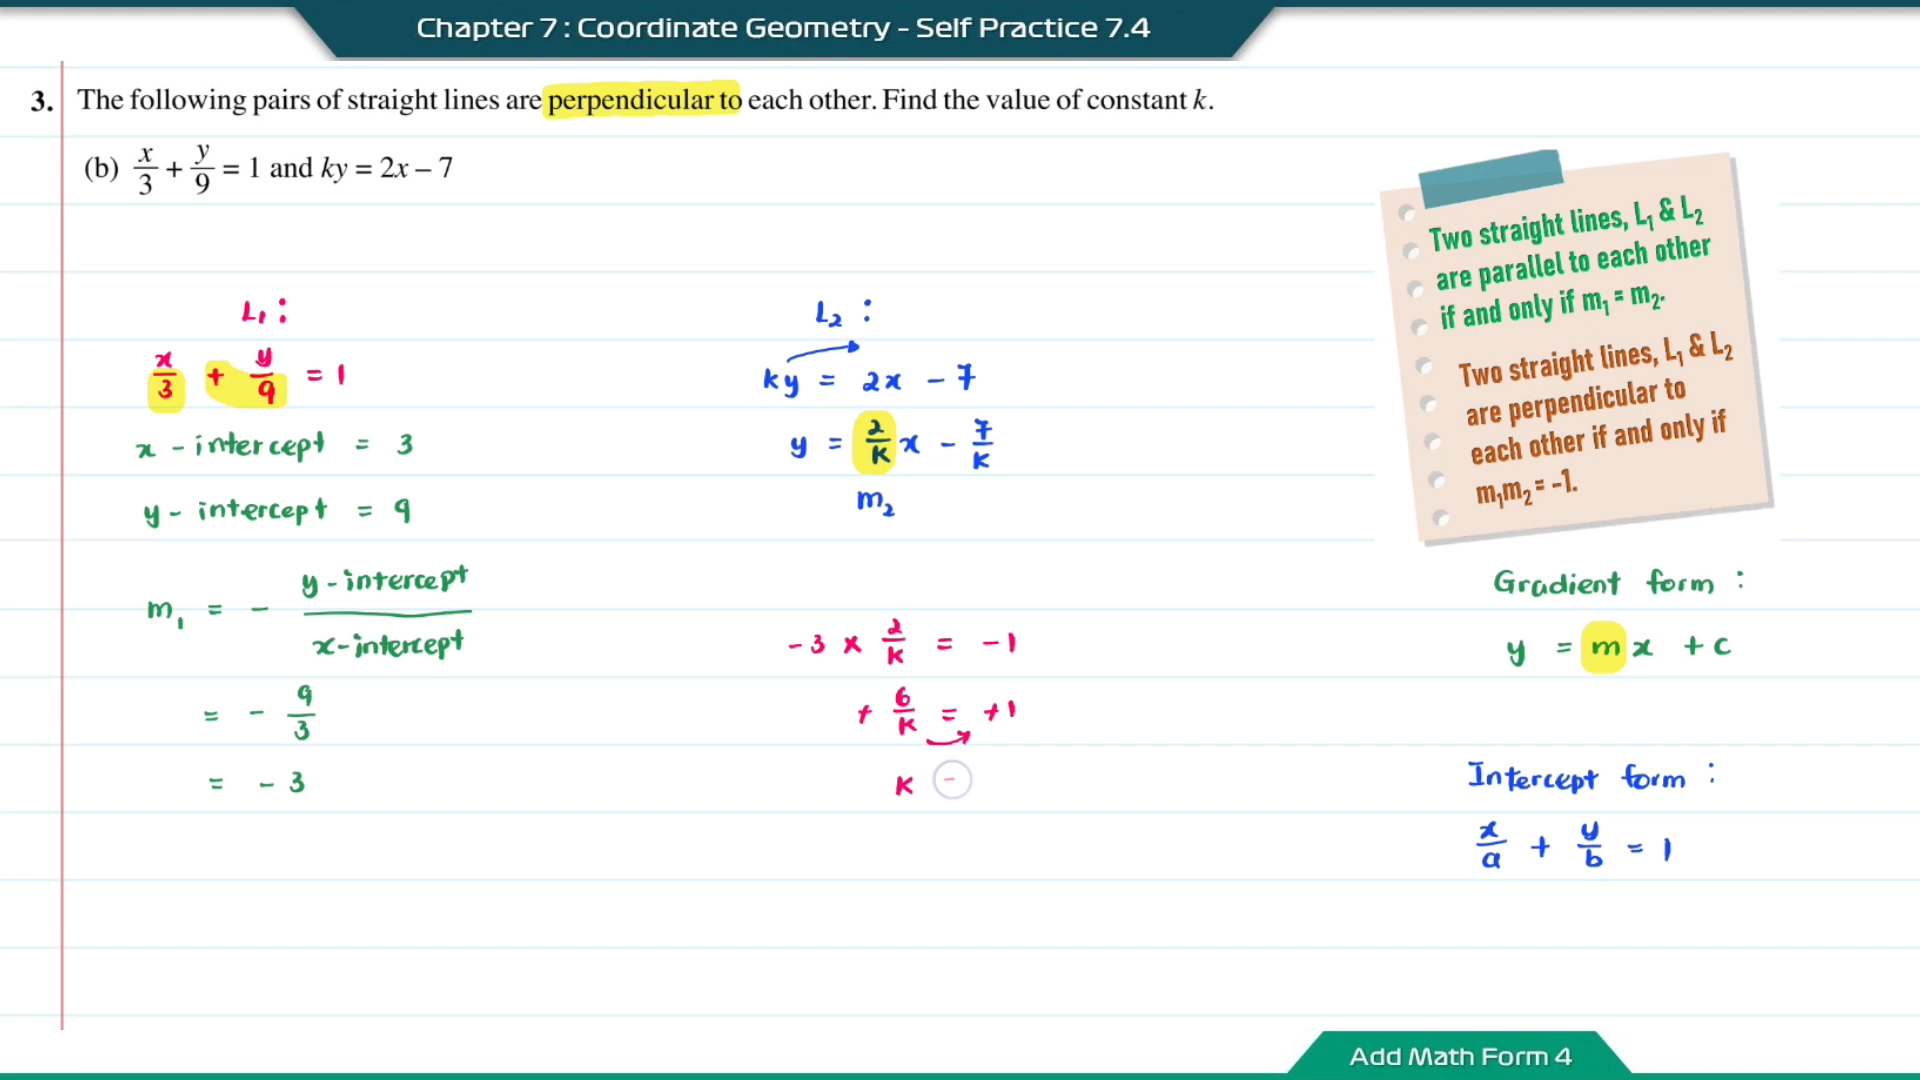 Chapter 7 : Coordinate Geometry - Self Practice 7.4
3. The following pairs of straight lines are perpendicular to each other. Find the value of constant k.
(b) x/3 + y/9 = 1 and ky = 2x – 7
L₁ :
x/3 + y/9 = 1
x - intercept = 3
y - intercept = 9
m₁ = - y-intercept / x-intercept
= - 9/3
= - 3
L₂ :
ky = 2x - 7
y = 2/k x - 7/k
m₂
-3 × 2/k = -1
+ 6/k = +1
k =
Two straight lines, L₁ & L₂
are parallel to each other
if and only if m₁ = m₂.
Two straight lines, L₁ & L₂
are perpendicular to
each other if and only if
m₁m₂ = -1.
Gradient form :
y = mx + c
Intercept form :
x/a + y/b = 1
Add Math Form 4